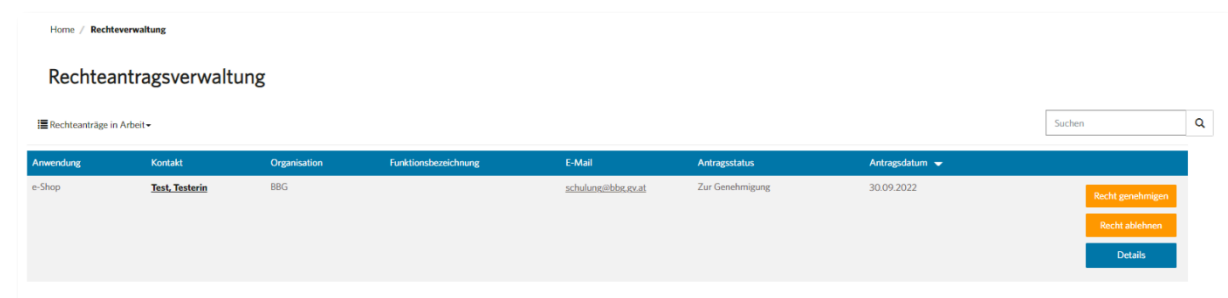 Home / Rechteverwaltung
Rechteantragsverwaltung
Rechteanträge in Arbeit
Suchen
Anwendung Kontakt Organisation Funktionsbezeichnung E-Mail Antragsstatus Antragsdatum
e-Shop Test, Testerin BBG schulung@bbg.gv.at Zur Genehmigung 30.09.2022
Recht genehmigen
Recht ablehnen
Details